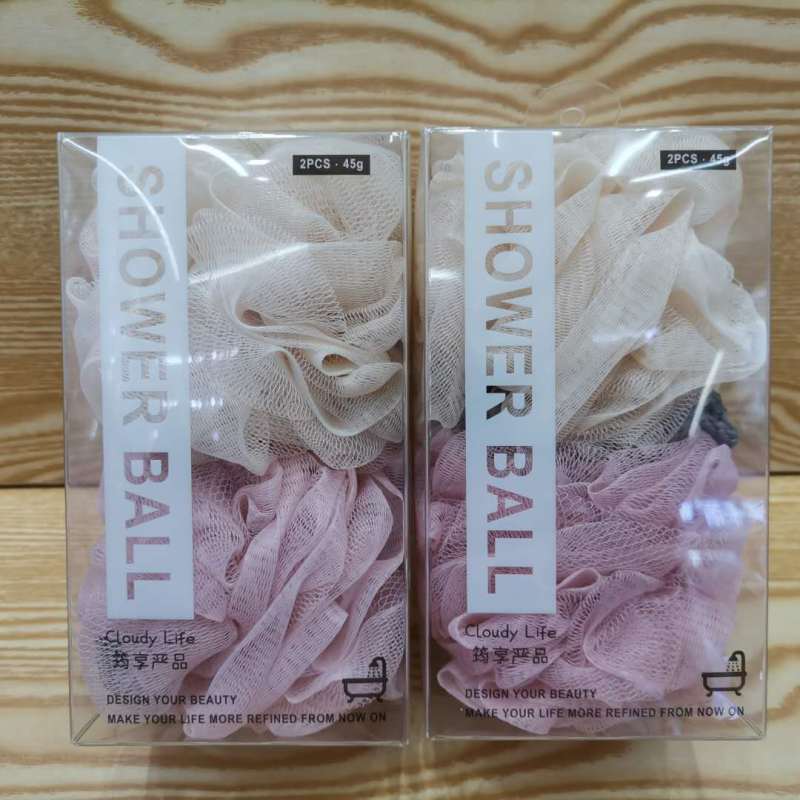 2PCS · 45g
SHOWER BALL
Cloudy Life
筠享严品
DESIGN YOUR BEAUTY
MAKE YOUR LIFE MORE REFINED FROM NOW ON
2PCS · 45g
SHOWER BALL
Cloudy Life
筠享严品
DESIGN YOUR BEAUTY
MAKE YOUR LIFE MORE REFINED FROM NOW ON